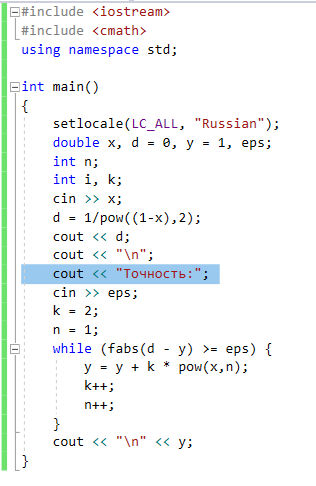 #include <iostream>
#include <cmath>
using namespace std;
int main()
{
setlocale(LC_ALL, "Russian");
double x, d = 0, y = 1, eps;
int n;
int i, k;
cin >> x;
d = 1/pow((1-x),2);
cout << d;
cout << "\n";
cout << "Точность:";
cin >> eps;
k = 2;
n = 1;
while (fabs(d - y) >= eps) {
y = y + k * pow(x,n);
k++;
n++;
}
cout << "\n" << y;
}